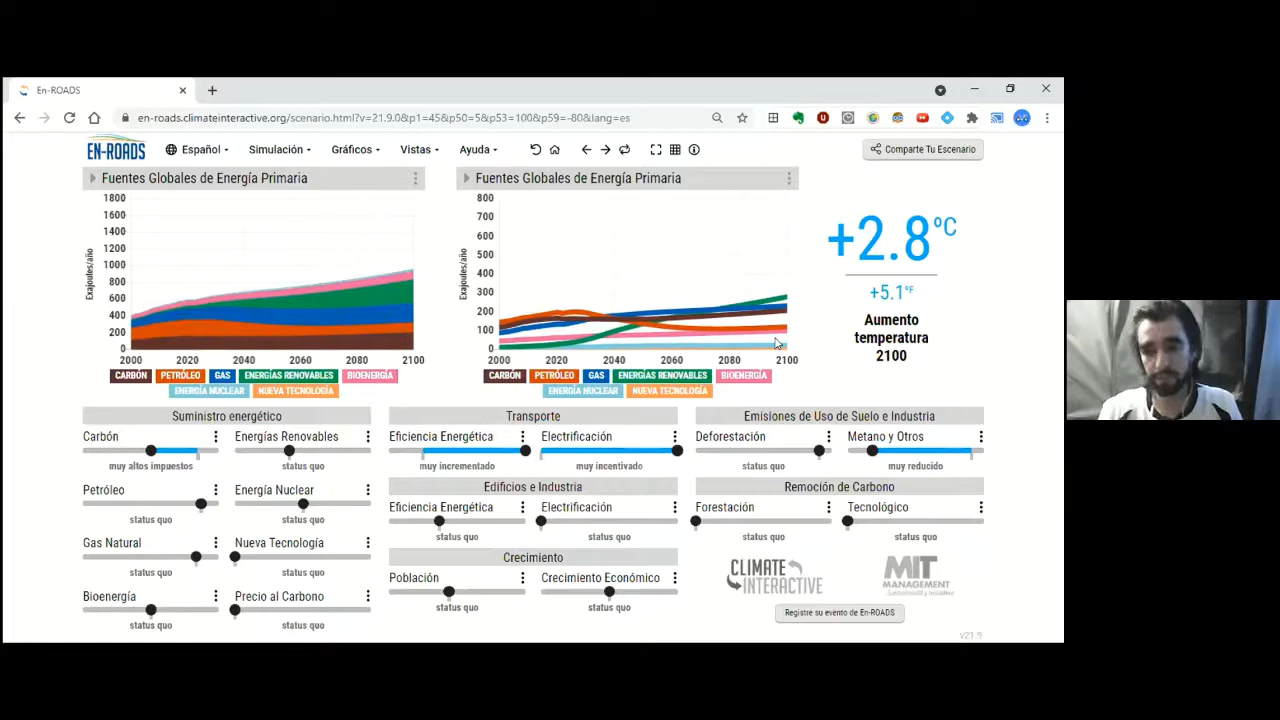 En-ROADS
en-roads.climateinteractive.org/scenario.html?v=21.9.0&p1=45&p50=5&p53=100&p59=-80&lang=es
EN-ROADS
Español
Simulación
Gráficos
Vistas
Ayuda
Comparte Tu Escenario
Fuentes Globales de Energía Primaria
1800
1600
1400
1200
1000
800
600
400
200
0
Exajoules/año
2000 2020 2040 2060 2080 2100
CARBÓN PETRÓLEO GAS ENERGÍAS RENOVABLES BIOENERGÍA
ENERGÍA NUCLEAR NUEVA TECNOLOGÍA
Fuentes Globales de Energía Primaria
800
700
600
500
400
300
200
100
0
Exajoules/año
2000 2020 2040 2060 2080 2100
CARBÓN PETRÓLEO GAS ENERGÍAS RENOVABLES BIOENERGÍA
ENERGÍA NUCLEAR NUEVA TECNOLOGÍA
+2.8°C
+5.1°F
Aumento
temperatura
2100
Suministro energético
Carbón
muy altos impuestos
Energías Renovables
status quo
Petróleo
status quo
Energía Nuclear
status quo
Gas Natural
status quo
Nueva Tecnología
status quo
Bioenergía
status quo
Precio al Carbono
status quo
Transporte
Eficiencia Energética
muy incrementado
Electrificación
muy incentivado
Edificios e Industria
Eficiencia Energética
status quo
Electrificación
status quo
Crecimiento
Población
status quo
Crecimiento Económico
status quo
Emisiones de Uso de Suelo e Industria
Deforestación
status quo
Metano y Otros
muy reducido
Remoción de Carbono
Forestación
status quo
Tecnológico
status quo
CLIMATE
INTERACTIVE
MIT
MANAGEMENT
Registre su evento de En-ROADS
v21.9